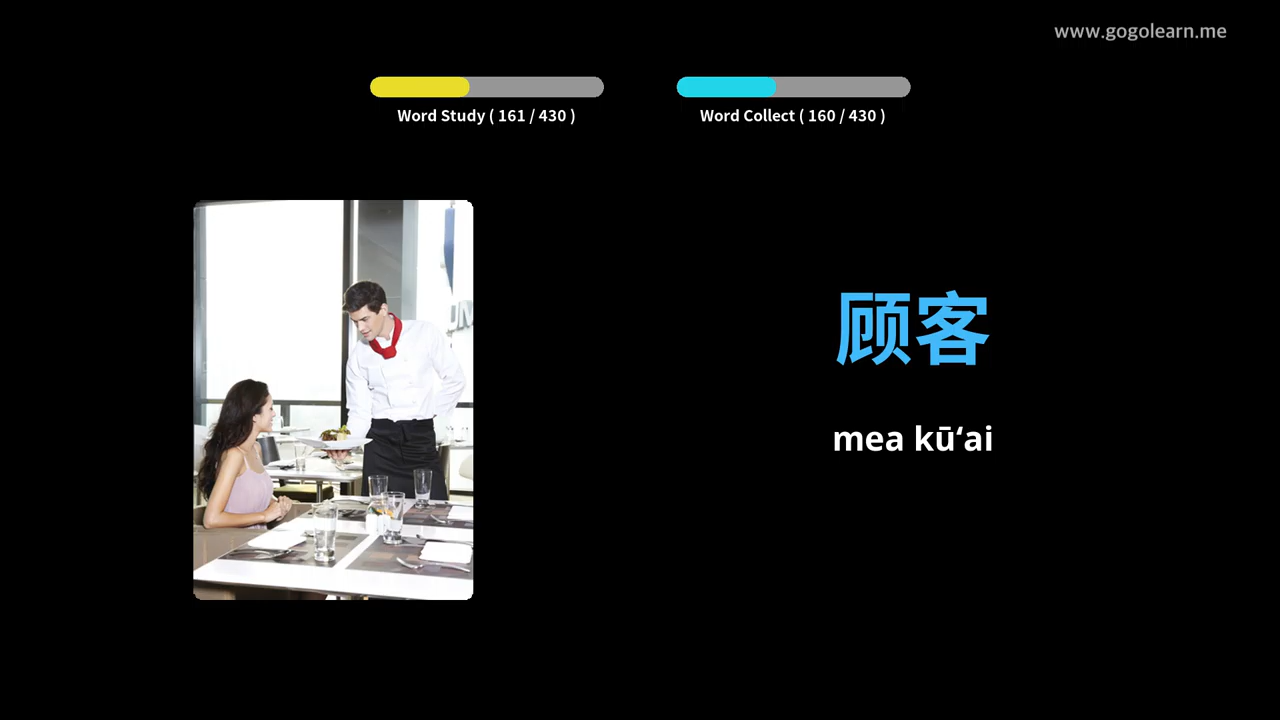 www.gogolearn.me
Word Study ( 161 / 430 )
Word Collect ( 160 / 430 )
顾客
mea kūʻai